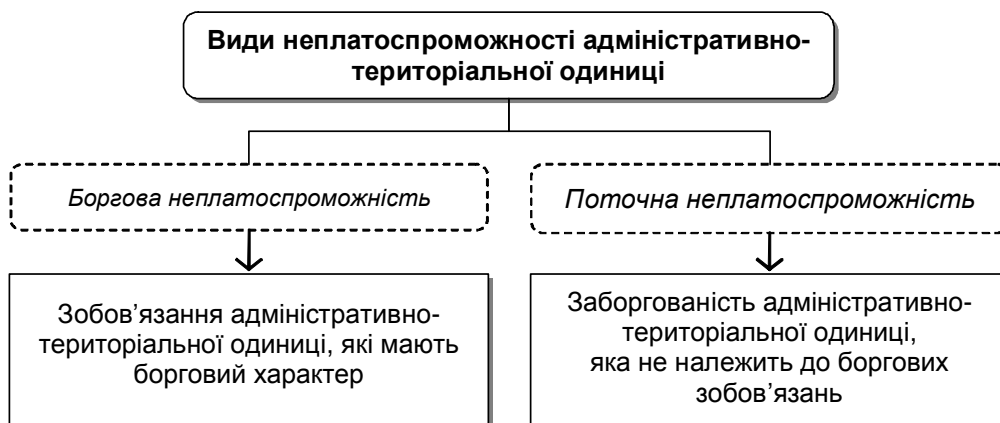 Види неплатоспроможності адміністративно-
територіальної одиниці
Боргова неплатоспроможність
Поточна неплатоспроможність
Зобов’язання адміністративно-
територіальної одиниці, які мають
борговий характер
Заборгованість адміністративно-
територіальної одиниці,
яка не належить до боргових
зобов’язань